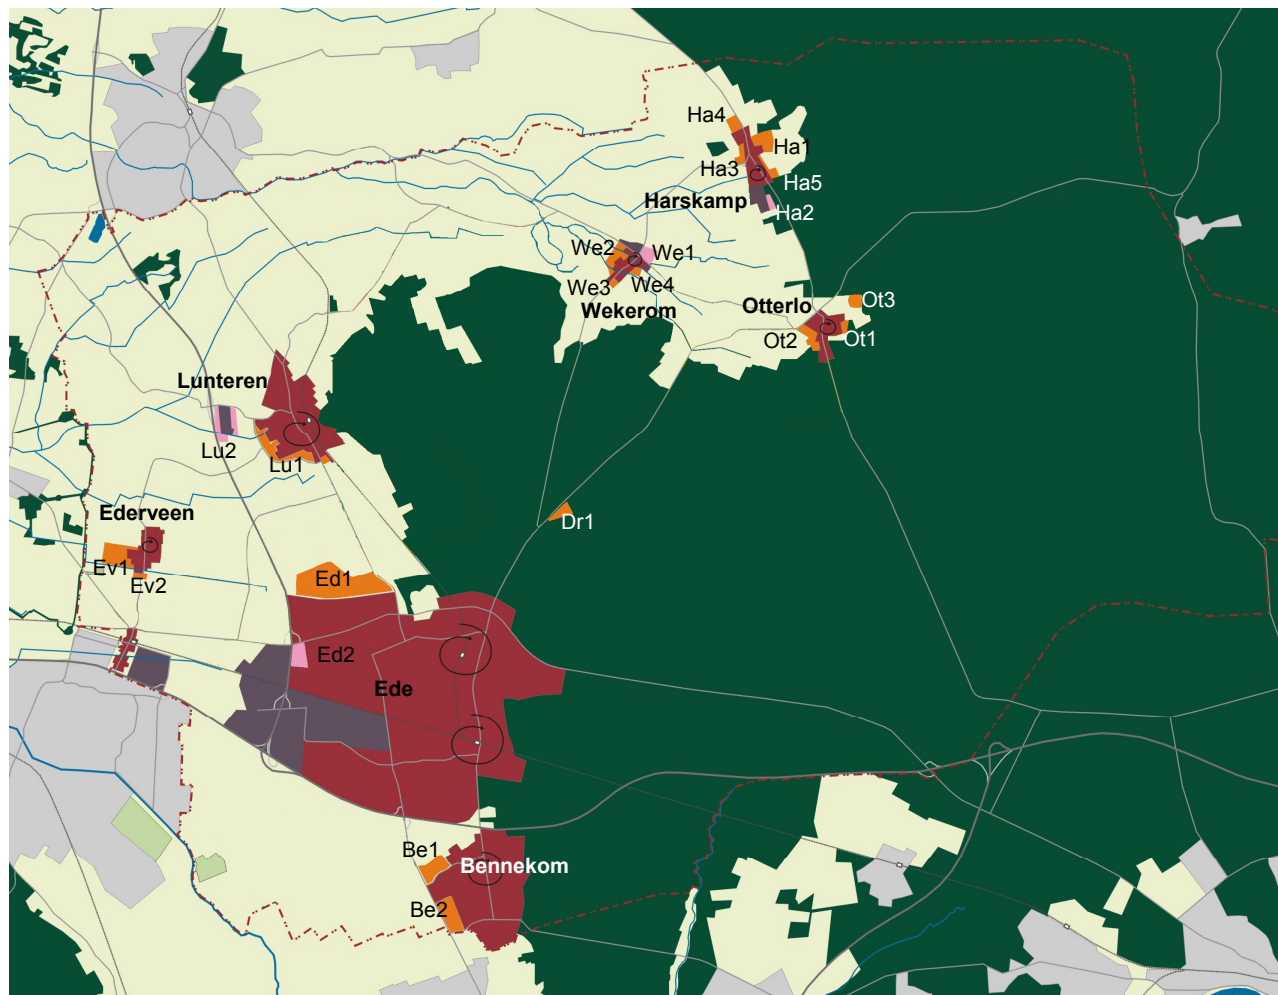 Ha4
Ha1
Ha3
Ha5
Harskamp
Ha2
We2
We1
We3
We4
Wekerom
Otterlo
Ot3
Ot2
Ot1
Lunteren
Lu2
Lu1
Dr1
Ederveen
Ev1
Ev2
Ed1
Ed2
Ede
Be1
Bennekom
Be2